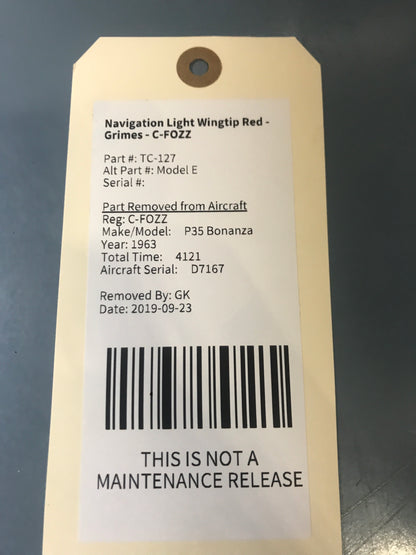 Navigation Light Wingtip Red -
Grimes - C-FOZZ
Part #: TC-127
Alt Part #: Model E
Serial #:
Part Removed from Aircraft
Reg: C-FOZZ
Make/Model: P35 Bonanza
Year: 1963
Total Time: 4121
Aircraft Serial: D7167
Removed By: GK
Date: 2019-09-23
THIS IS NOT A
MAINTENANCE RELEASE